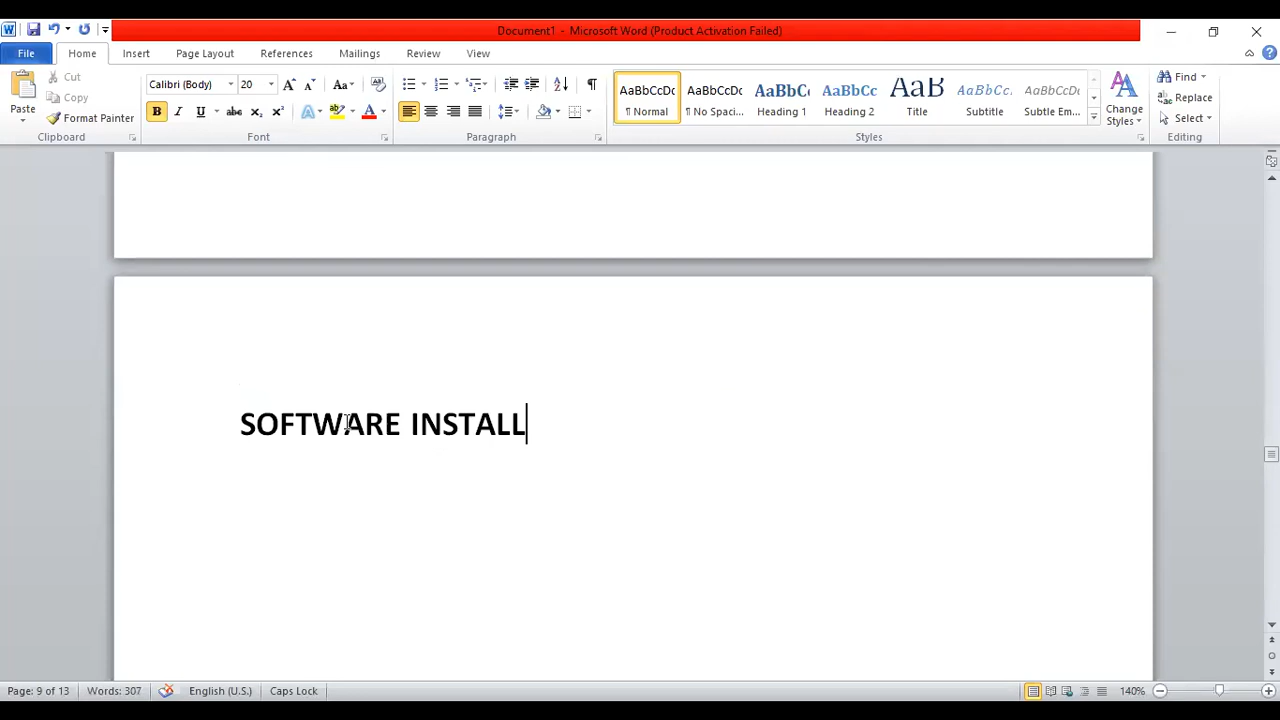 Document1 - Microsoft Word (Product Activation Failed)
File Home Insert Page Layout References Mailings Review View
Paste
Cut
Copy
Format Painter
Clipboard
Calibri (Body) 20
Font
Paragraph
AaBbCcDc AaBbCcDc AaBbCc AaBbCc AaB AaBbCc. AaBbCcDc
¶ Normal ¶ No Spaci... Heading 1 Heading 2 Title Subtitle Subtle Em...
Styles
Change
Styles
Find
Replace
Select
Editing
SOFTWARE INSTALL
Page: 9 of 13 Words: 307 English (U.S.) Caps Lock 140%